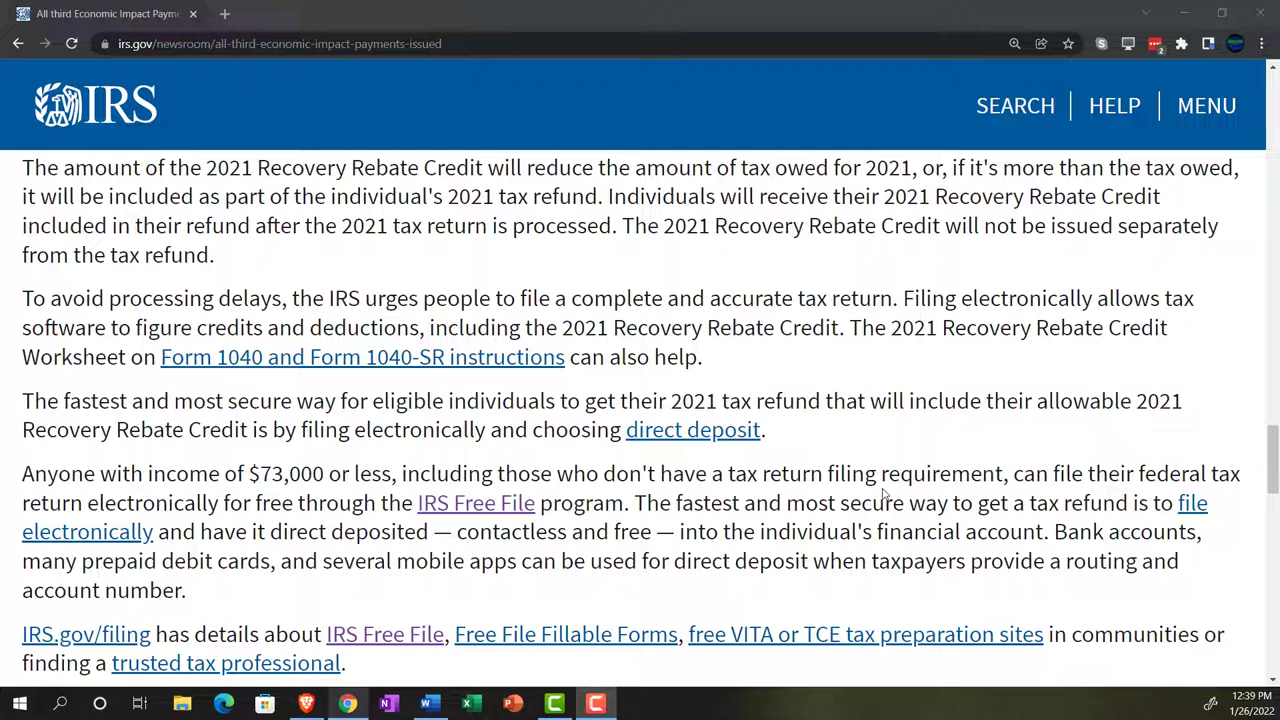 All third Economic Impact Payme
irs.gov/newsroom/all-third-economic-impact-payments-issued
2
IRS
SEARCH
HELP
MENU
The amount of the 2021 Recovery Rebate Credit will reduce the amount of tax owed for 2021, or, if it's more than the tax owed,
it will be included as part of the individual's 2021 tax refund. Individuals will receive their 2021 Recovery Rebate Credit
included in their refund after the 2021 tax return is processed. The 2021 Recovery Rebate Credit will not be issued separately
from the tax refund.
To avoid processing delays, the IRS urges people to file a complete and accurate tax return. Filing electronically allows tax
software to figure credits and deductions, including the 2021 Recovery Rebate Credit. The 2021 Recovery Rebate Credit
Worksheet on Form 1040 and Form 1040-SR instructions can also help.
The fastest and most secure way for eligible individuals to get their 2021 tax refund that will include their allowable 2021
Recovery Rebate Credit is by filing electronically and choosing direct deposit.
Anyone with income of $73,000 or less, including those who don't have a tax return filing requirement, can file their federal tax
return electronically for free through the IRS Free File program. The fastest and most secure way to get a tax refund is to file
electronically and have it direct deposited — contactless and free — into the individual's financial account. Bank accounts,
many prepaid debit cards, and several mobile apps can be used for direct deposit when taxpayers provide a routing and
account number.
IRS.gov/filing has details about IRS Free File, Free File Fillable Forms, free VITA or TCE tax preparation sites in communities or
finding a trusted tax professional.
12:39 PM
1/26/2022